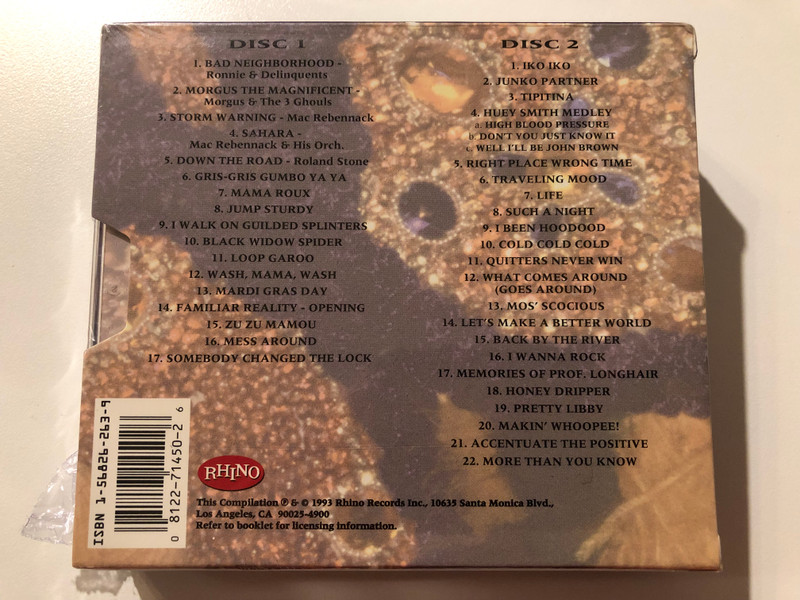 DISC 1
1. BAD NEIGHBORHOOD -
Ronnie & Delinquents
2. MORGUS THE MAGNIFICENT -
Morgus & The 3 Ghouls
3. STORM WARNING - Mac Rebennack
4. SAHARA -
Mac Rebennack & His Orch.
5. DOWN THE ROAD - Roland Stone
6. GRIS-GRIS GUMBO YA YA
7. MAMA ROUX
8. JUMP STURDY
9. I WALK ON GUILDED SPLINTERS
10. BLACK WIDOW SPIDER
11. LOOP GAROO
12. WASH, MAMA, WASH
13. MARDI GRAS DAY
14. FAMILIAR REALITY - OPENING
15. ZU ZU MAMOU
16. MESS AROUND
17. SOMEBODY CHANGED THE LOCK
DISC 2
1. IKO IKO
2. JUNKO PARTNER
3. TIPITINA
4. HUEY SMITH MEDLEY
a. HIGH BLOOD PRESSURE
b. DON'T YOU JUST KNOW IT
c. WELL I'LL BE JOHN BROWN
5. RIGHT PLACE WRONG TIME
6. TRAVELING MOOD
7. LIFE
8. SUCH A NIGHT
9. I BEEN HOODOOD
10. COLD COLD COLD
11. QUITTERS NEVER WIN
12. WHAT COMES AROUND
(GOES AROUND)
13. MOS' SCOCIOUS
14. LET'S MAKE A BETTER WORLD
15. BACK BY THE RIVER
16. I WANNA ROCK
17. MEMORIES OF PROF. LONGHAIR
18. HONEY DRIPPER
19. PRETTY LIBBY
20. MAKIN' WHOOPEE!
21. ACCENTUATE THE POSITIVE
22. MORE THAN YOU KNOW
ISBN 1-56826-263-9
0 8122-71450-2 6
RHINO
This Compilation ℗ & © 1993 Rhino Records Inc., 10635 Santa Monica Blvd.,
Los Angeles, CA 90025-4900
Refer to booklet for licensing information.